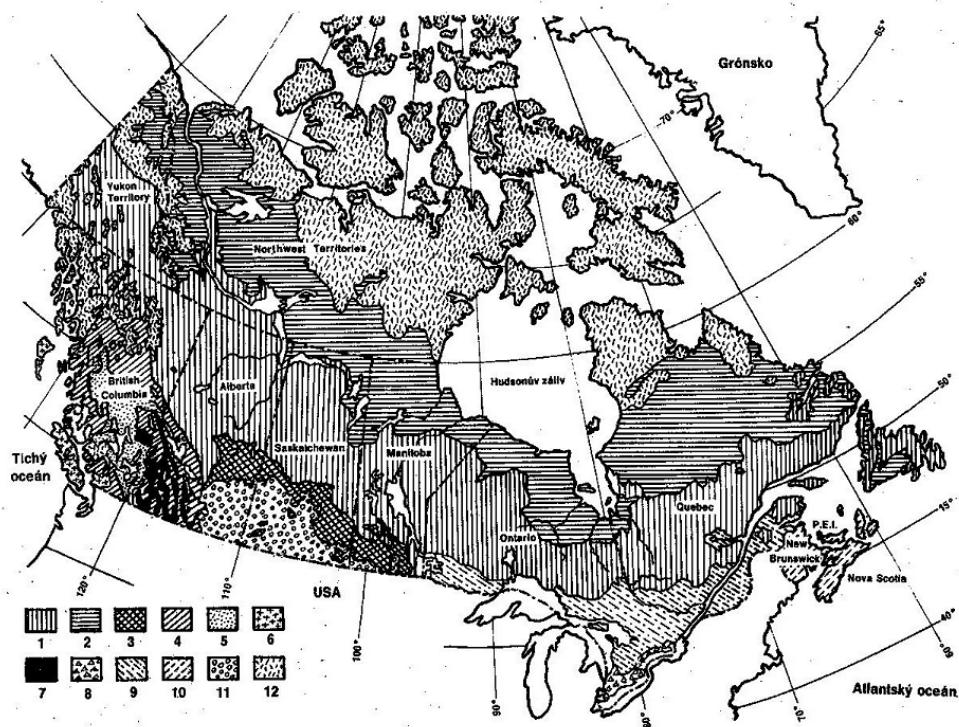 Grónsko
65°
70°
60°
Yukon
Territory
Northwest Territories
55°
Hudsonův záliv
50°
British
Columbia
Alberta
Saskatchewan
Manitoba
Tichý
oceán
Quebec
Ontario
P.E.I.
New
Brunswick
Nova Scotia
45°
120°
110°
USA
100°
90°
80°
70°
60°
40°
1 2 3 4 5 6
7 8 9 10 11 12
Atlantský oceán